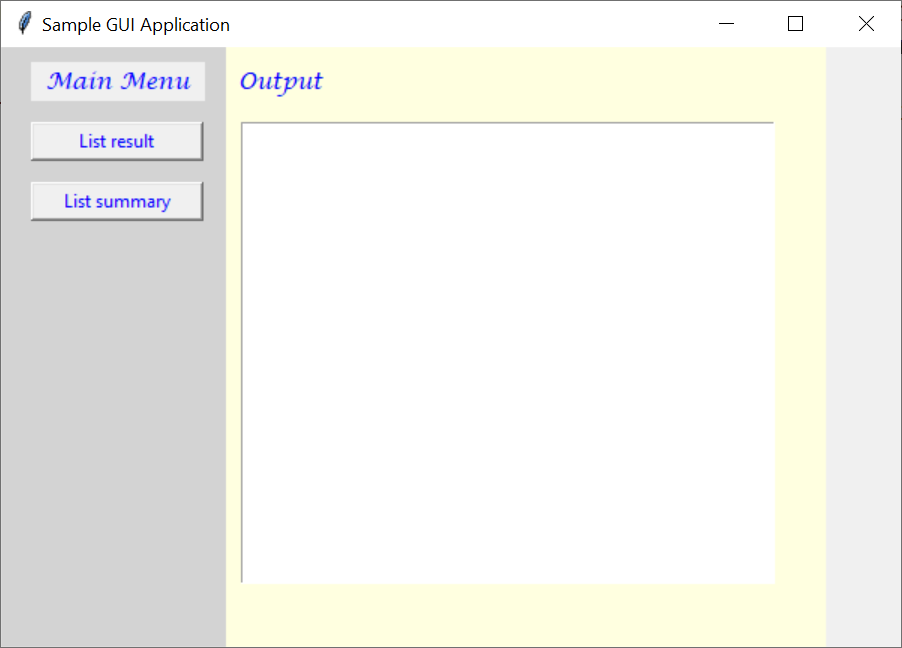 Sample GUI Application
Main Menu
List result
List summary
Output